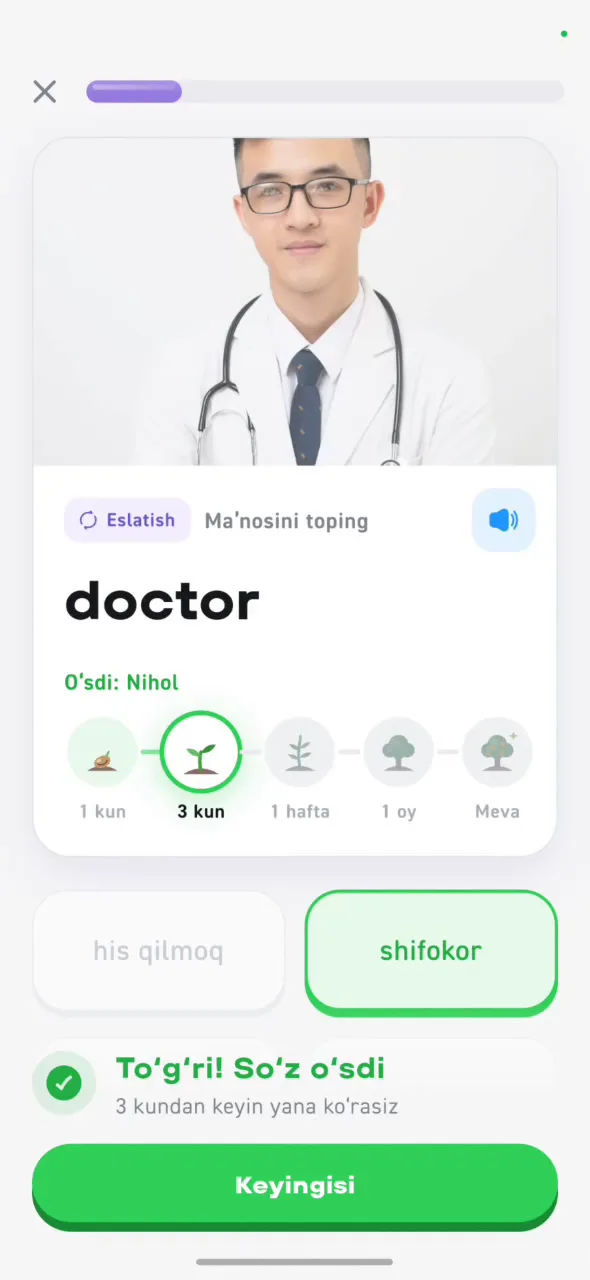 Eslatish
Ma’nosini toping
doctor
O‘sdi: Nihol
1 kun
3 kun
1 hafta
1 oy
Meva
his qilmoq
shifokor
To‘g‘ri! So‘z o‘sdi
3 kundan keyin yana ko‘rasiz
Keyingisi